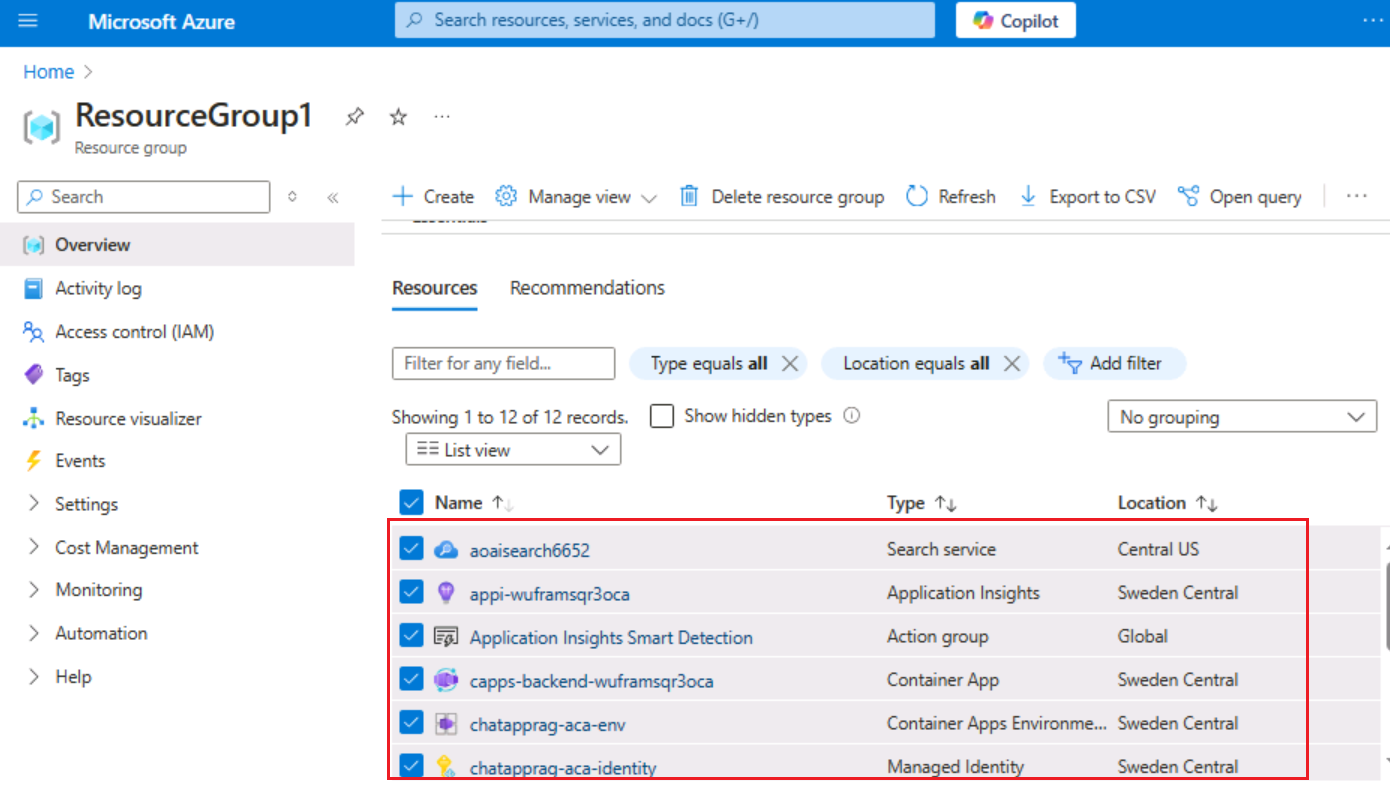 Microsoft Azure
Search resources, services, and docs (G+/)
Copilot
...
Home >
ResourceGroup1
...
Resource group
Search
Create
Manage view
Delete resource group
Refresh
Export to CSV
Open query
...
Essentials
Overview
Activity log
Access control (IAM)
Tags
Resource visualizer
Events
Settings
Cost Management
Monitoring
Automation
Help
Resources Recommendations
Filter for any field...
Type equals all
Location equals all
Add filter
Showing 1 to 12 of 12 records.
Show hidden types
No grouping
List view
Name Type Location
aoaisearch6652 Search service Central US
appi-wuframsqr3oca Application Insights Sweden Central
Application Insights Smart Detection Action group Global
capps-backend-wuframsqr3oca Container App Sweden Central
chatapprag-aca-env Container Apps Environme... Sweden Central
chatapprag-aca-identity Managed Identity Sweden Central